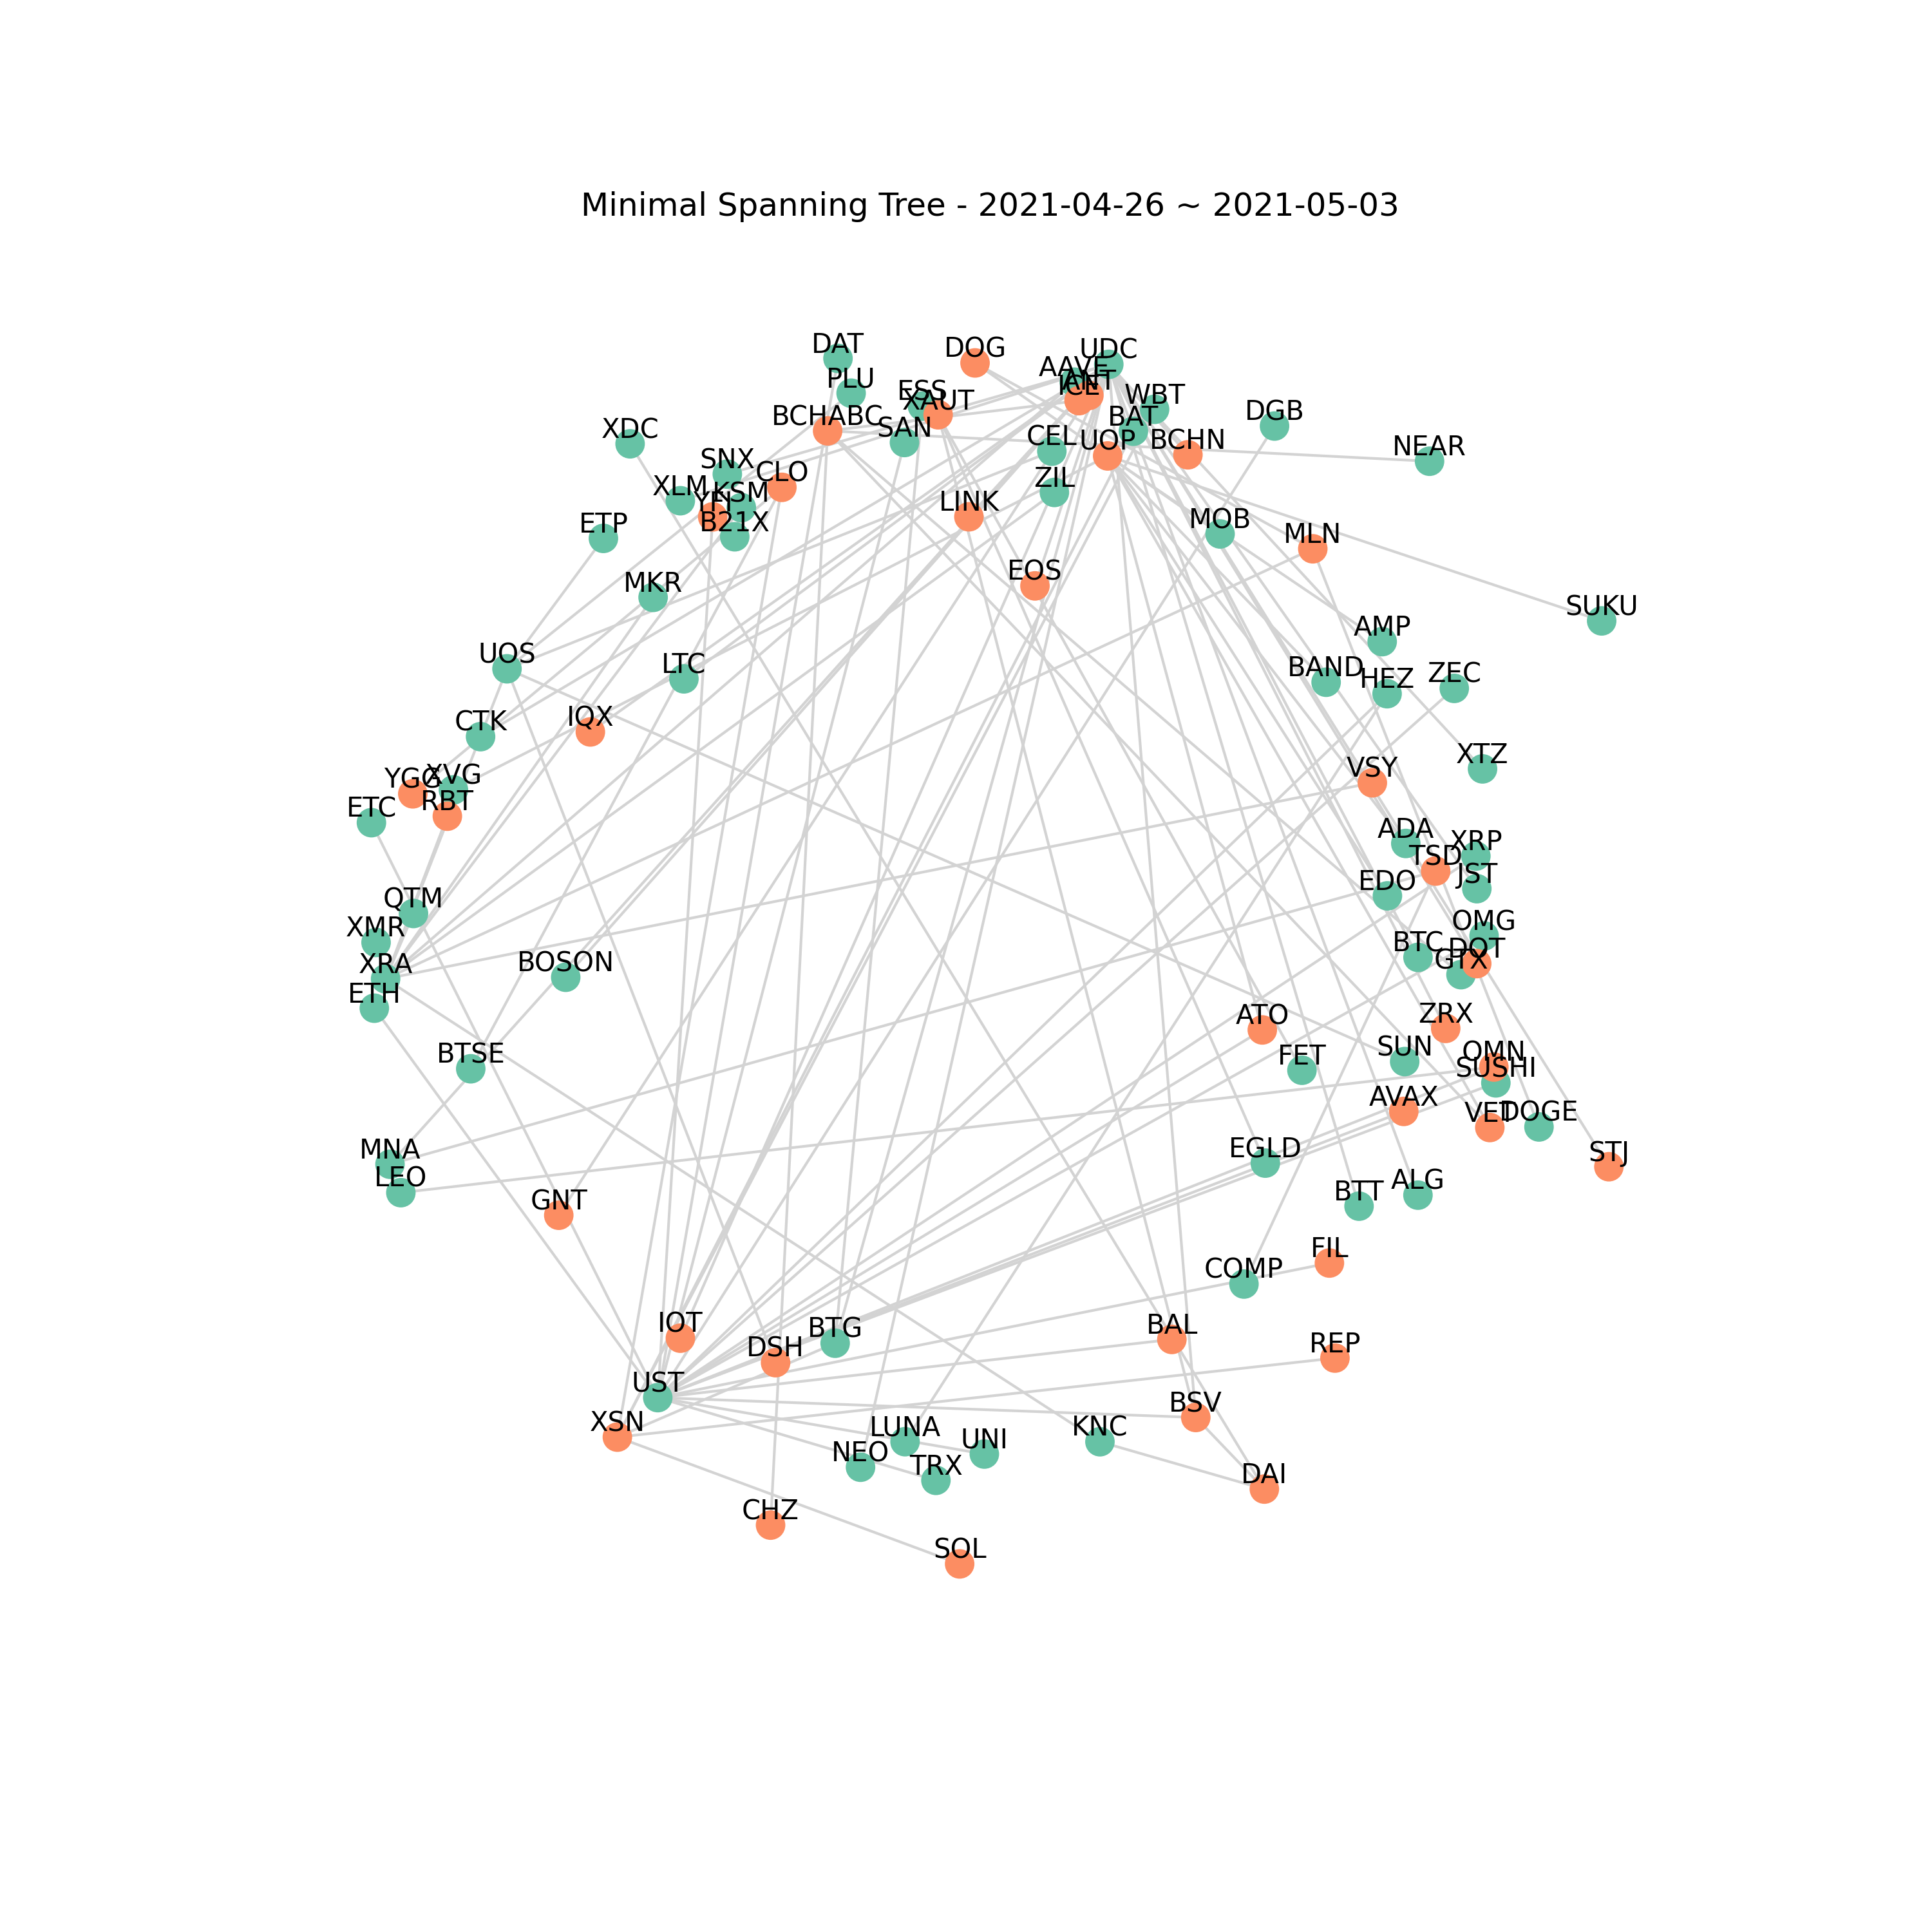 Minimal Spanning Tree - 2021-04-26 ~ 2021-05-03
DAT
DOG
UDC
AAVE
ANT
ICE
PLU
ESS
XAUT
WBT
BAT
DGB
BCHABC
SAN
XDC
CEL
UOP
BCHN
NEAR
SNX
CLO
ZIL
XLM
KSM
YFI
LINK
B21X
ETP
MOB
MLN
EOS
MKR
SUKU
AMP
UOS
LTC
BAND
HEZ
ZEC
CTK
IQX
XTZ
YGG
XVG
VSY
RBT
ETC
ADA
XRP
TSD
JST
EDO
QTM
XMR
OMG
BTC
DOT
GTX
XRA
BOSON
ETH
ATO
ZRX
BTSE
FET
SUN
OMN
SUSHI
AVAX
VET
DOGE
MNA
LEO
EGLD
STJ
GNT
BTT
ALG
COMP
FIL
IOT
BTG
BAL
DSH
REP
UST
XSN
BSV
LUNA
UNI
KNC
NEO
TRX
DAI
CHZ
SOL